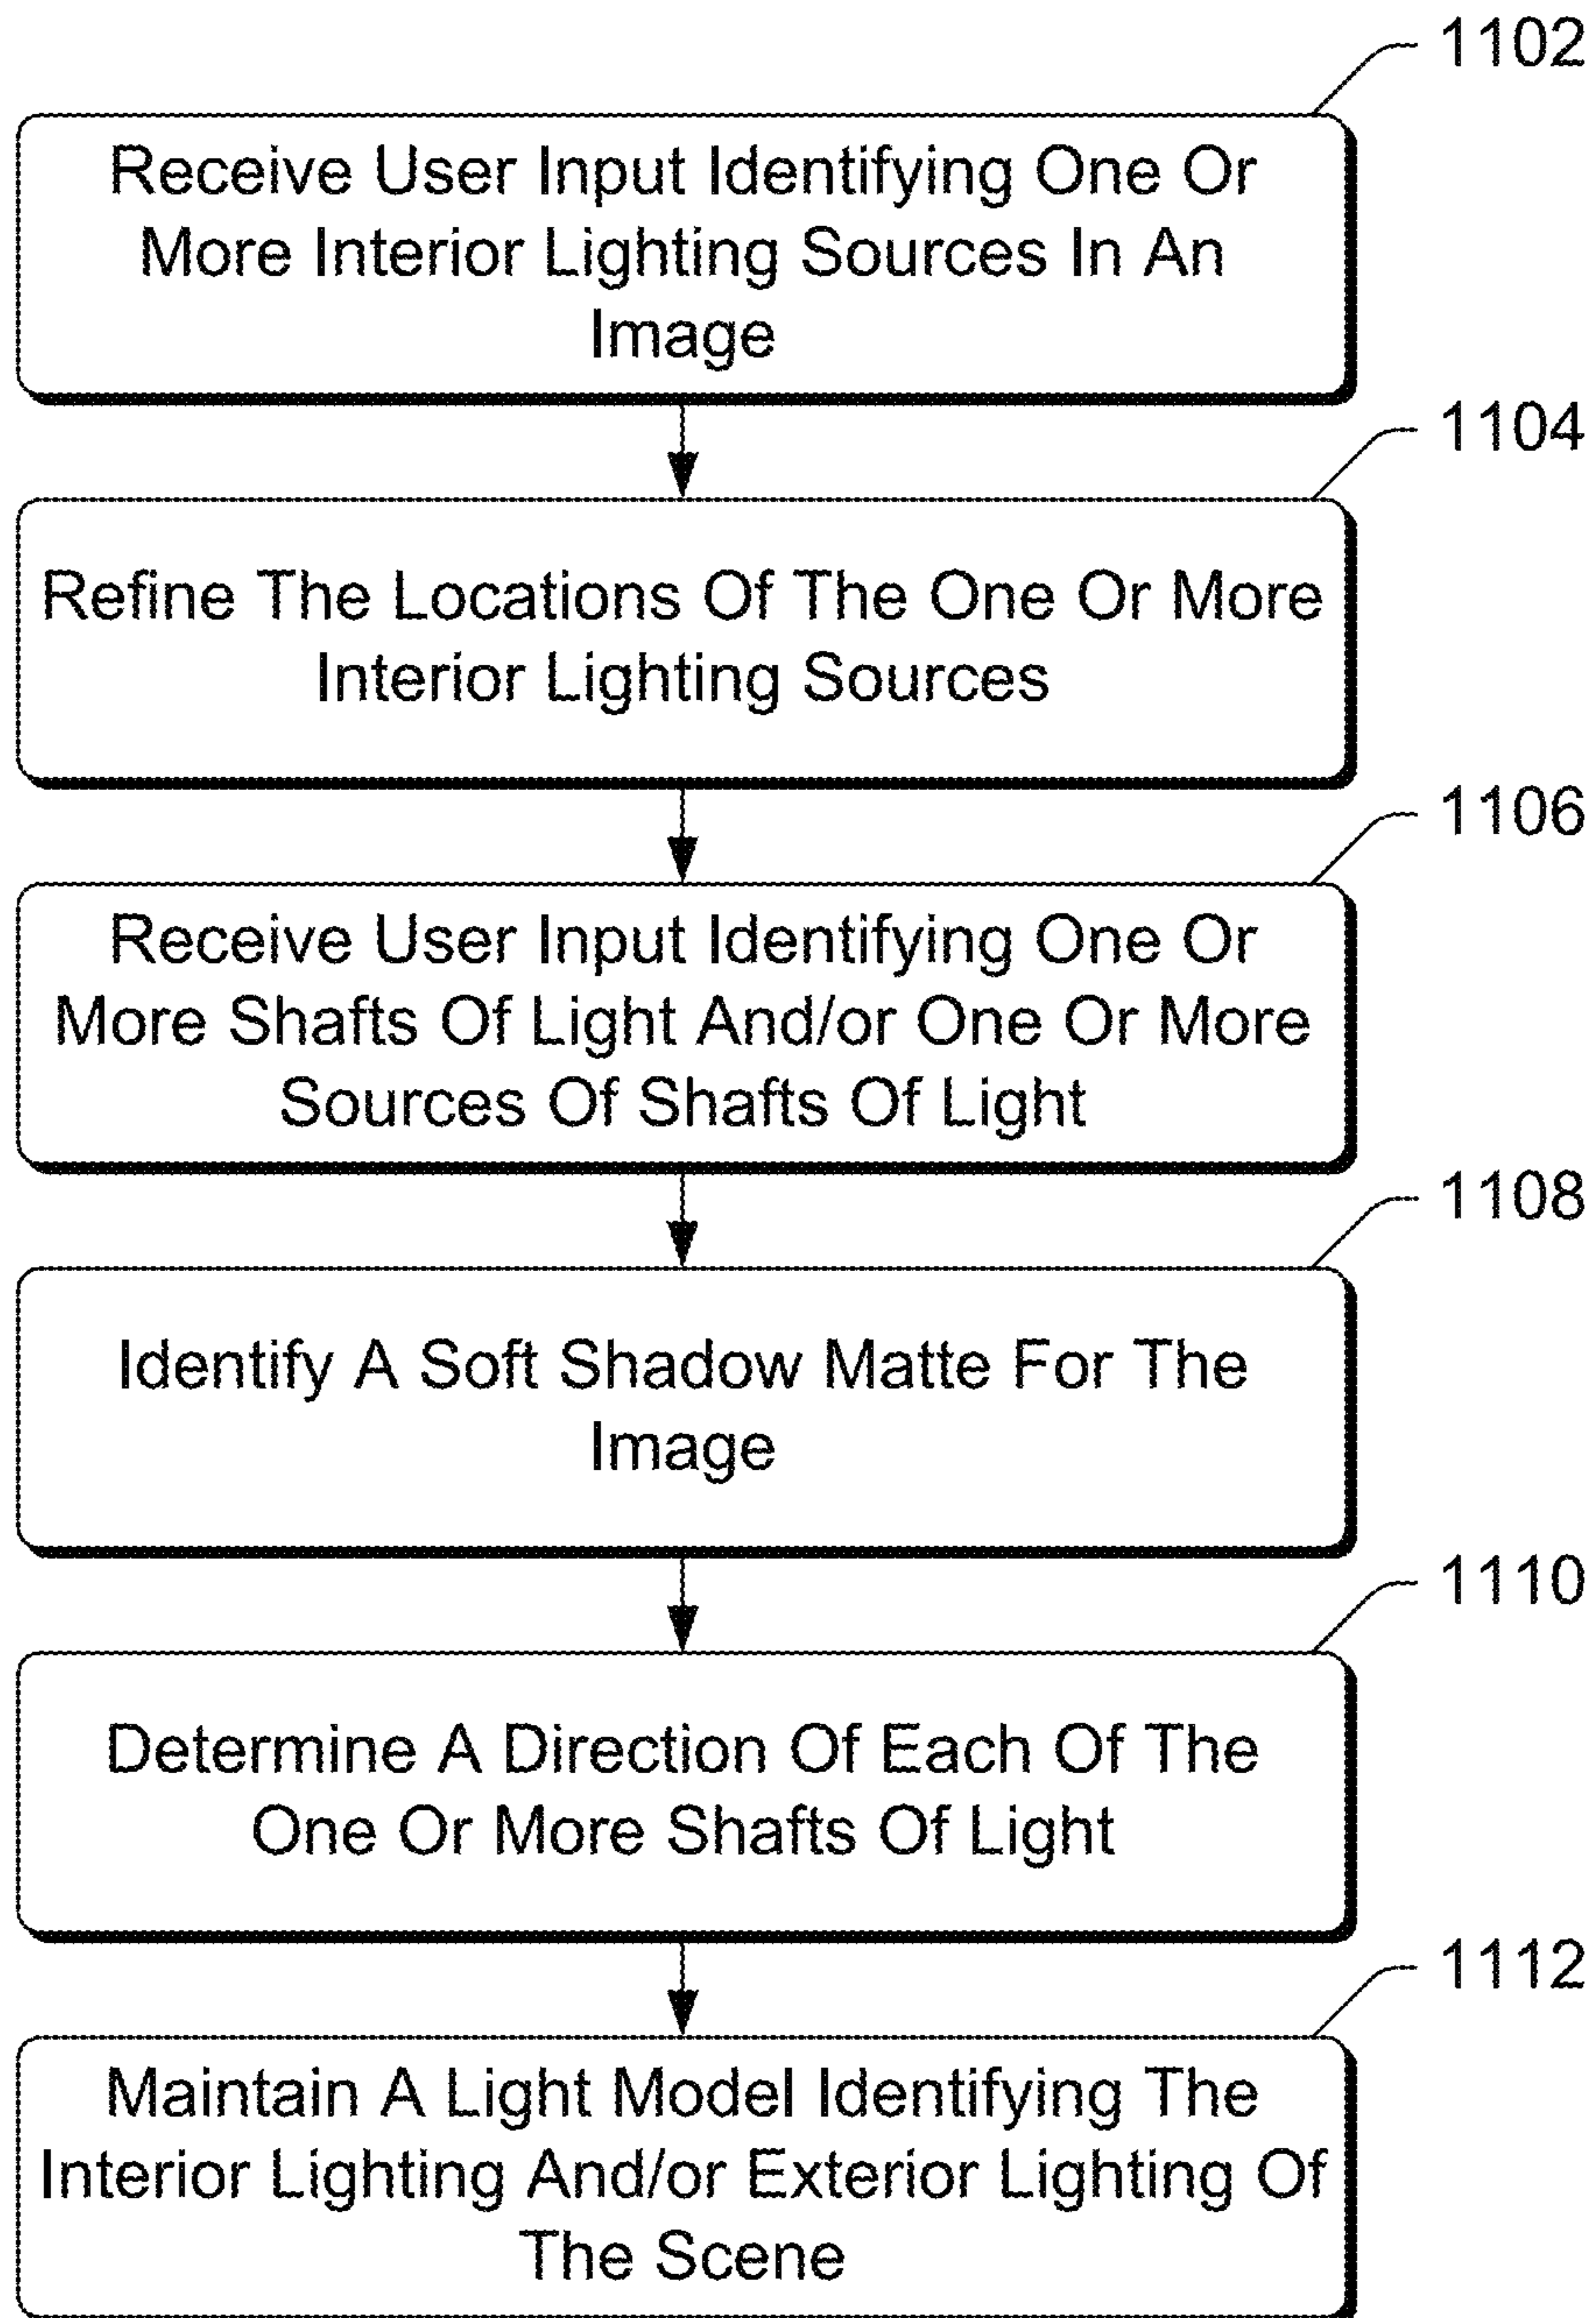 1102
Receive User Input Identifying One Or
More Interior Lighting Sources In An
Image
1104
Refine The Locations Of The One Or More
Interior Lighting Sources
1106
Receive User Input Identifying One Or
More Shafts Of Light And/or One Or More
Sources Of Shafts Of Light
1108
Identify A Soft Shadow Matte For The
Image
1110
Determine A Direction Of Each Of The
One Or More Shafts Of Light
1112
Maintain A Light Model Identifying The
Interior Lighting And/or Exterior Lighting Of
The Scene